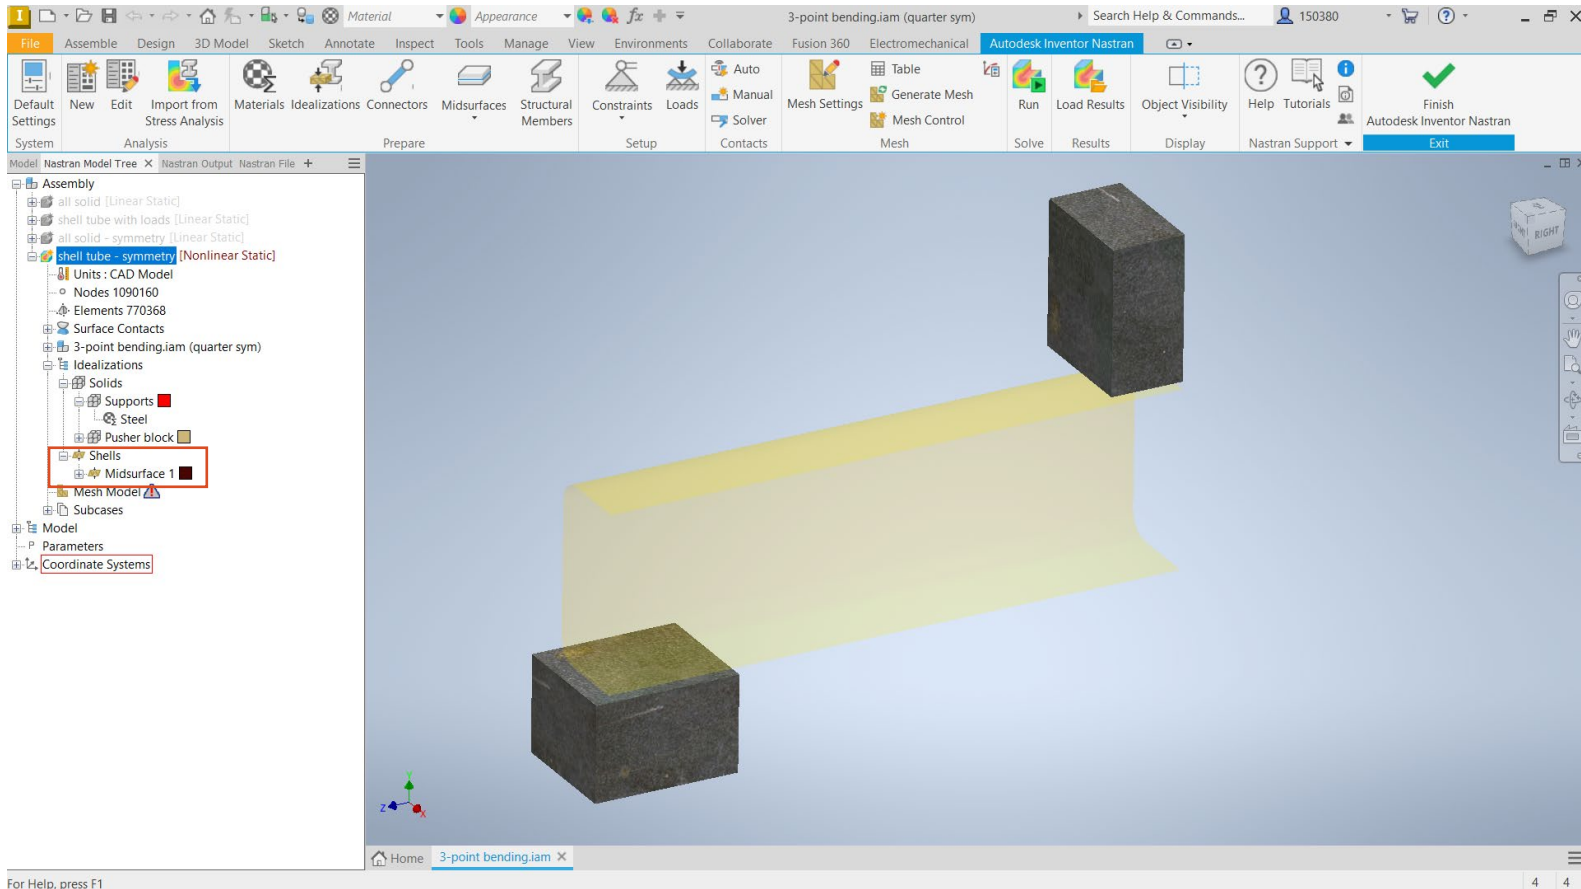 Material Appearance fx 3-point bending.iam (quarter sym) Search Help & Commands... 150380
File Assemble Design 3D Model Sketch Annotate Inspect Tools Manage View Environments Collaborate Fusion 360 Electromechanical Autodesk Inventor Nastran
Default Settings
New
Edit
Import from Stress Analysis
Materials
Idealizations
Connectors
Midsurfaces
Structural Members
Constraints
Loads
Auto
Manual
Solver
Mesh Settings
Table
Generate Mesh
Mesh Control
Run
Load Results
Object Visibility
Help
Tutorials
Finish
Autodesk Inventor Nastran
System Analysis Prepare Setup Contacts Mesh Solve Results Display Nastran Support Exit
Model Nastran Model Tree × Nastran Output Nastran File +
Assembly
all solid [Linear Static]
shell tube with loads [Linear Static]
all solid - symmetry [Linear Static]
shell tube - symmetry [Nonlinear Static]
Units : CAD Model
Nodes 1090160
Elements 770368
Surface Contacts
3-point bending.iam (quarter sym)
Idealizations
Solids
Supports
Steel
Pusher block
Shells
Midsurface 1
Mesh Model
Subcases
Model
P Parameters
Coordinate Systems
RIGHT
Y
Z
X
Home 3-point bending.iam ×
For Help, press F1
4 4